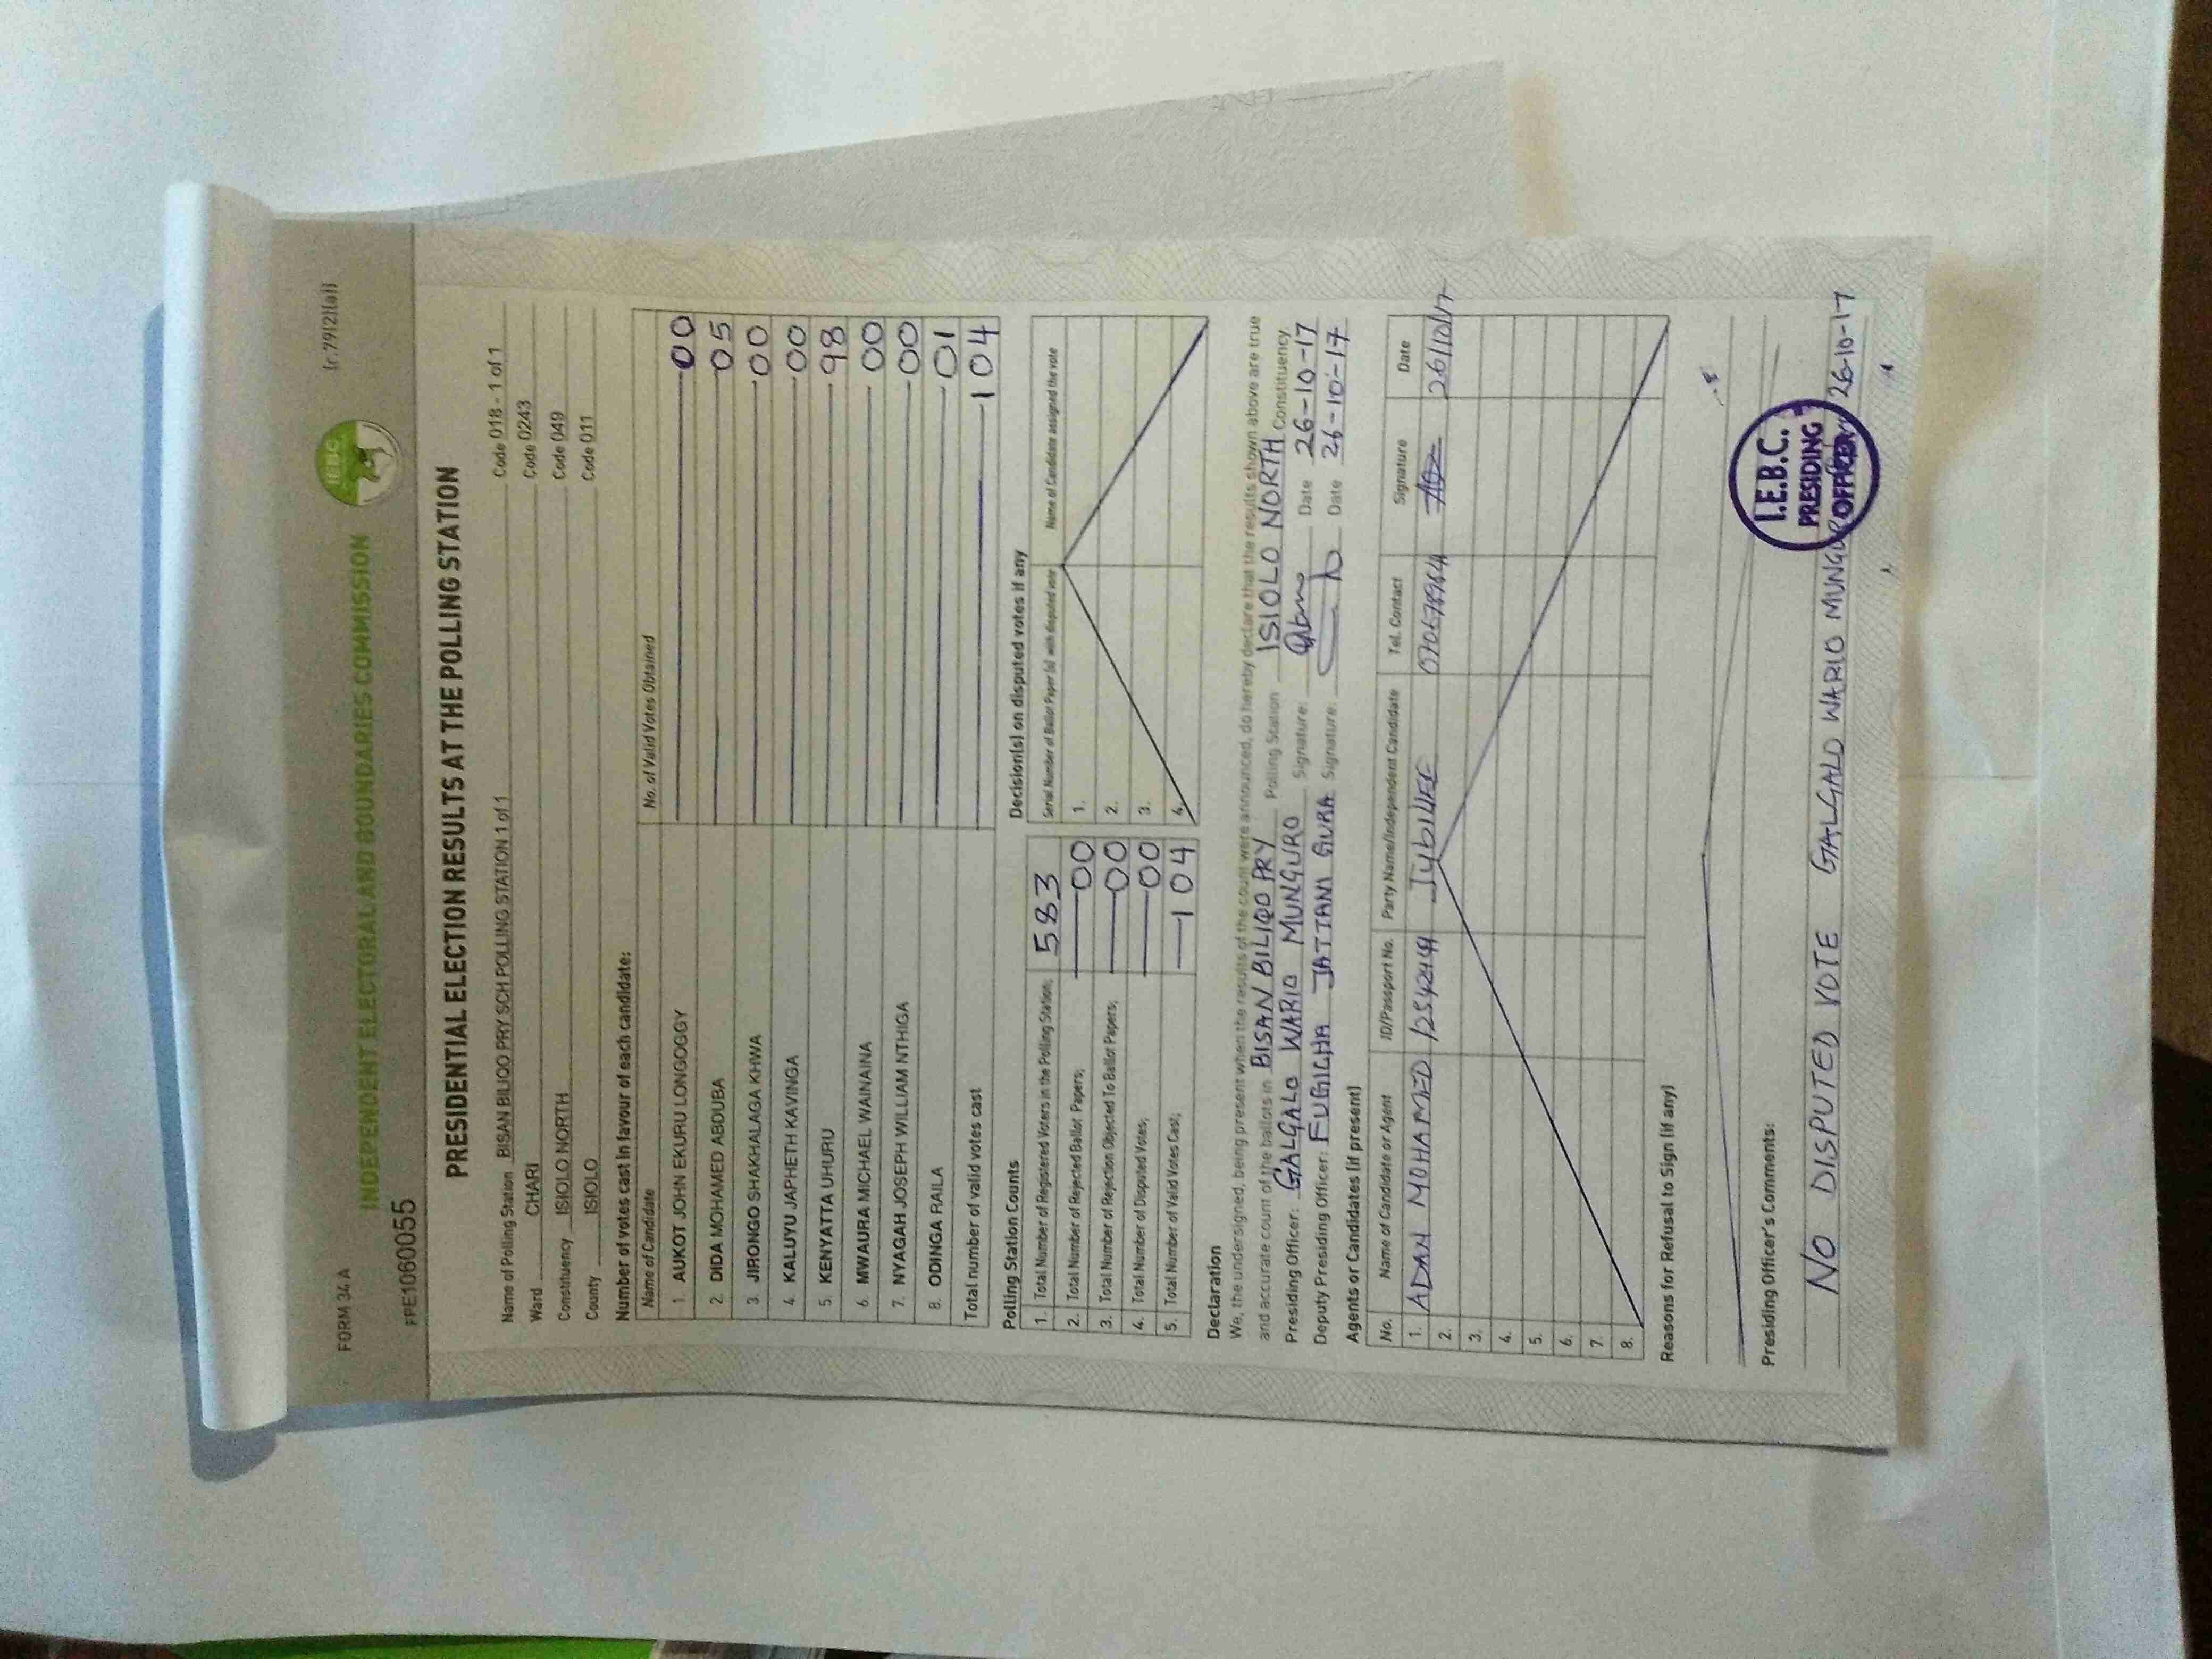 FORM 34 A
INDEPENDENT ELECTORAL AND BOUNDARIES COMMISSION
IEBC
(r.79(2)(a))
FPE1060055
PRESIDENTIAL ELECTION RESULTS AT THE POLLING STATION
Name of Polling Station BISAN BILIQO PRY SCH POLLING STATION 1 of 1 Code 018 - 1 of 1
Ward CHARI Code 0243
Constituency ISIOLO NORTH Code 049
County ISIOLO Code 011
Number of votes cast in favour of each candidate:
Name of Candidate No. of Valid Votes Obtained
1. AUKOT JOHN EKURU LONGOGGY 00
2. DIDA MOHAMED ABDUBA 05
3. JIRONGO SHAKHALAGA KHWA 00
4. KALUYU JAPHETH KAVINGA 00
5. KENYATTA UHURU 98
6. MWAURA MICHAEL WAINAINA 00
7. NYAGAH JOSEPH WILLIAM NTHIGA 00
8. ODINGA RAILA 01
Total number of valid votes cast 104
Polling Station Counts
1. Total Number of Registered Voters in the Polling Station; 583
2. Total Number of Rejected Ballot Papers; 00
3. Total Number of Rejection Objected To Ballot Papers; 00
4. Total Number of Disputed Votes; 00
5. Total Number of Valid Votes Cast; 104
Decision(s) on disputed votes if any
Serial Number of Ballot Paper (s) with disputed vote Name of Candidate assigned the vote
1.
2.
3.
4.
Declaration
We, the undersigned, being present when the results of the count were announced, do hereby declare that the results shown above are true
and accurate count of the ballots in BISAN BILIQO PRY Polling Station ISIOLO NORTH Constituency.
Presiding Officer: GALGALO WARIO MUNGURO Signature: Date 26-10-17
Deputy Presiding Officer: FUGICHA JATTANI GURA Signature: Date 26-10-17
Agents or Candidates (if present)
No. Name of Candidate or Agent ID/Passport No. Party Name/Independent Candidate Tel. Contact Signature Date
1. ADAN MOHAMED Jubilee 26/10/17
2.
3.
4.
5.
6.
7.
8.
Reasons for Refusal to Sign (if any)
Presiding Officer's Comments:
NO DISPUTED VOTE GALGALO WARIO MUNGURO 26-10-17
I.E.B.C.
PRESIDING
OFFICER